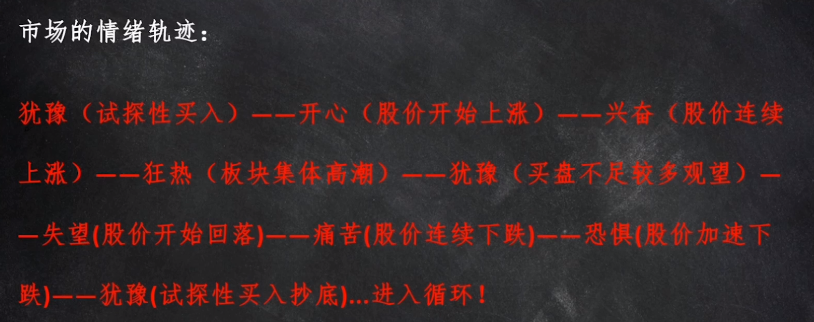 市场的情绪轨迹：
犹豫（试探性买入）——开心（股价开始上涨）——兴奋（股价连续
上涨）——狂热（板块集体高潮）——犹豫（买盘不足较多观望）—
—失望(股价开始回落)——痛苦(股价连续下跌)——恐惧(股价加速下
跌)——犹豫(试探性买入抄底)...进入循环！